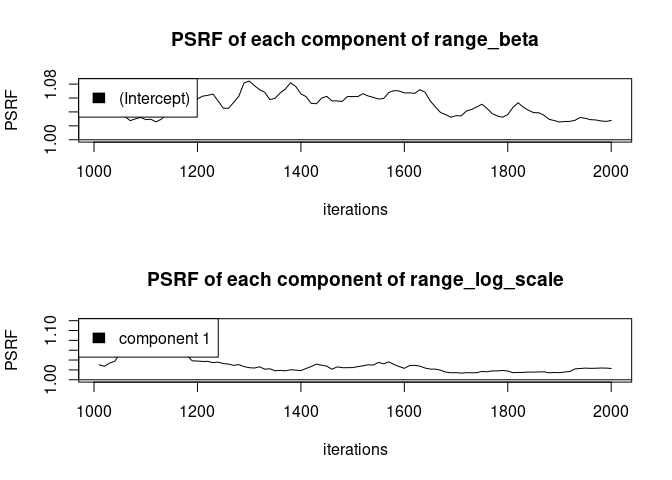 PSRF of each component of range_beta
PSRF
1.00 1.08
(Intercept)
1000 1200 1400 1600 1800 2000
iterations
PSRF of each component of range_log_scale
PSRF
1.00 1.10
component 1
1000 1200 1400 1600 1800 2000
iterations